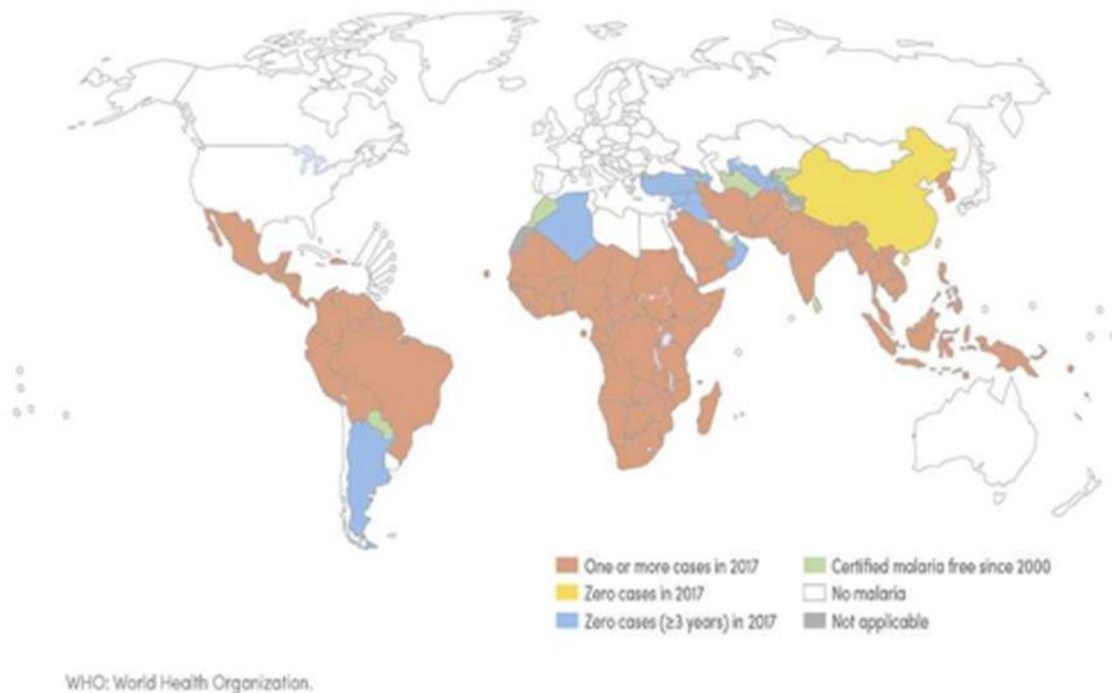 One or more cases in 2017
Zero cases in 2017
Zero cases (≥3 years) in 2017
Certified malaria free since 2000
No malaria
Not applicable
WHO: World Health Organization.